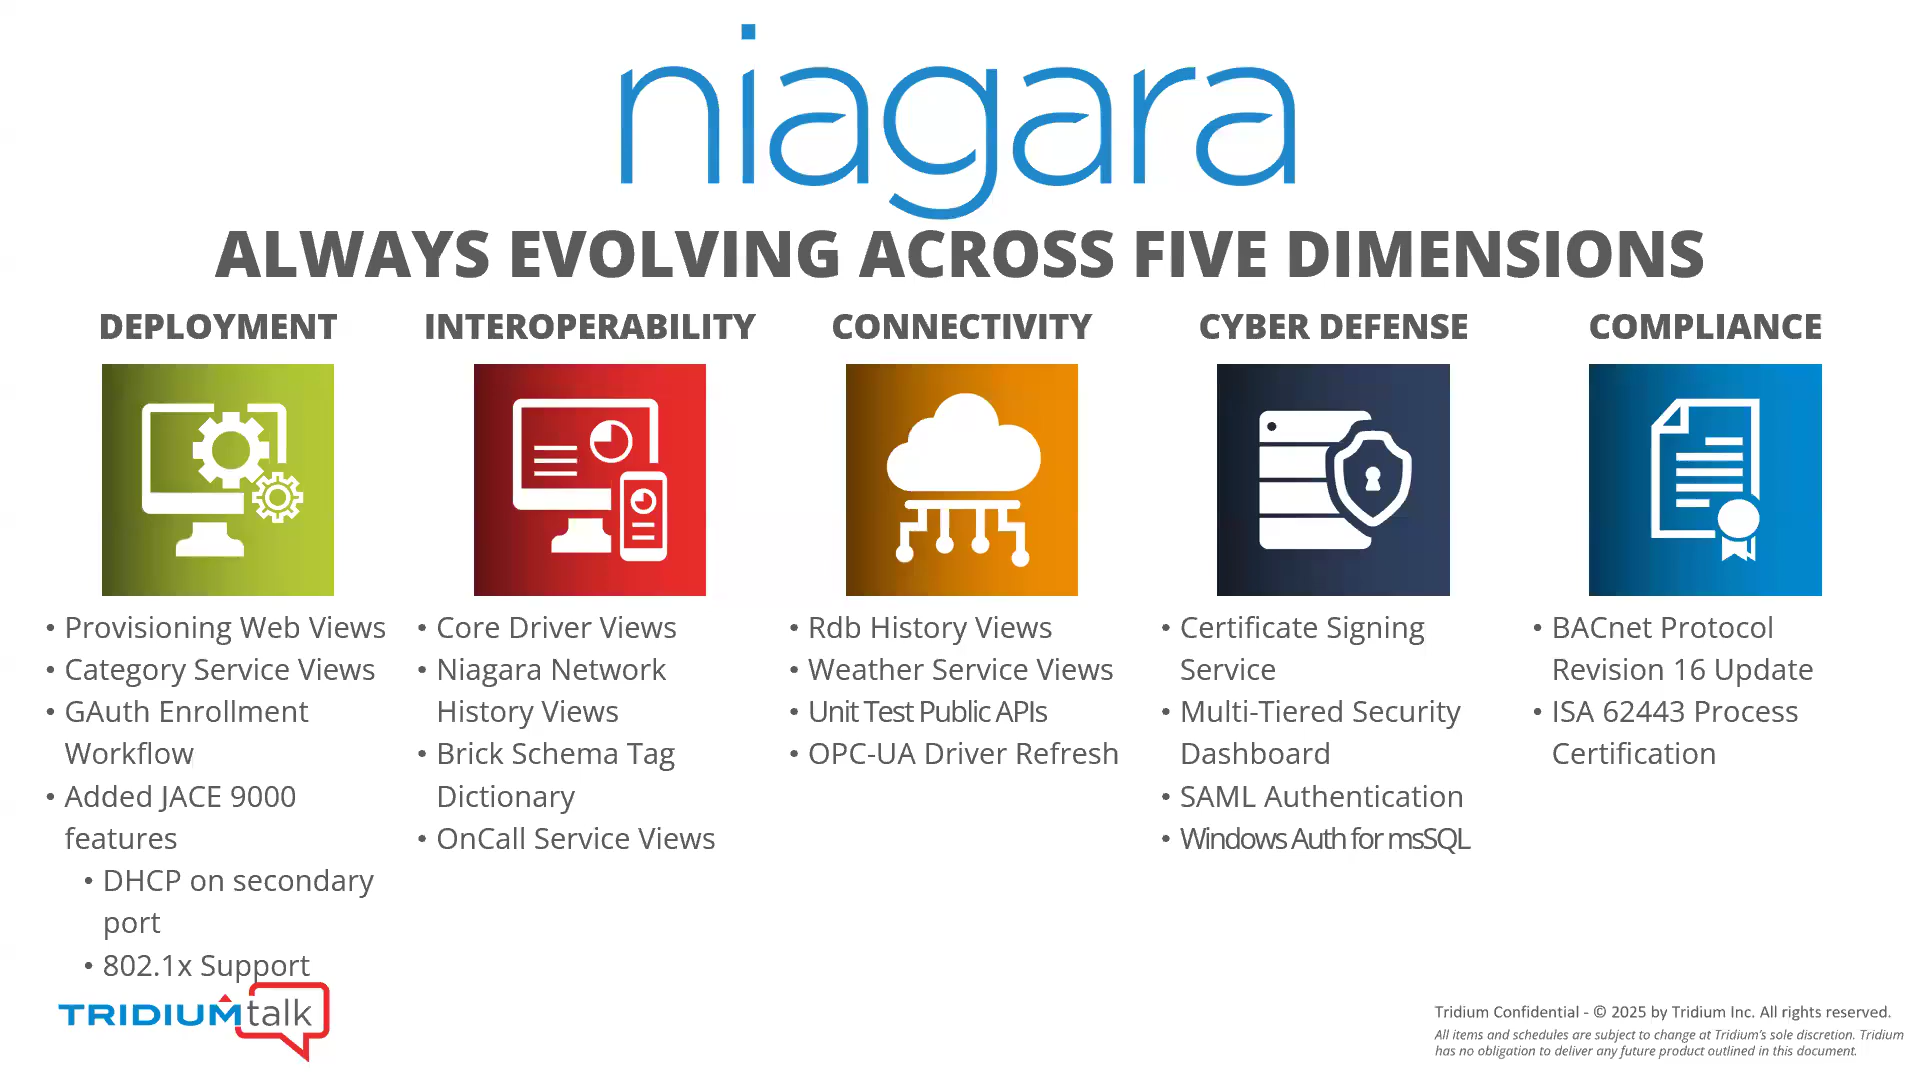 niagara
ALWAYS EVOLVING ACROSS FIVE DIMENSIONS
DEPLOYMENT
• Provisioning Web Views
• Category Service Views
• GAuth Enrollment
Workflow
• Added JACE 9000
features
• DHCP on secondary
port
• 802.1x Support
INTEROPERABILITY
• Core Driver Views
• Niagara Network
History Views
• Brick Schema Tag
Dictionary
• OnCall Service Views
CONNECTIVITY
• Rdb History Views
• Weather Service Views
• Unit Test Public APIs
• OPC-UA Driver Refresh
CYBER DEFENSE
• Certificate Signing
Service
• Multi-Tiered Security
Dashboard
• SAML Authentication
• Windows Auth for msSQL
COMPLIANCE
• BACnet Protocol
Revision 16 Update
• ISA 62443 Process
Certification
TRIDIUMtalk
Tridium Confidential - © 2025 by Tridium Inc. All rights reserved.
All items and schedules are subject to change at Tridium's sole discretion. Tridium
has no obligation to deliver any future product outlined in this document.